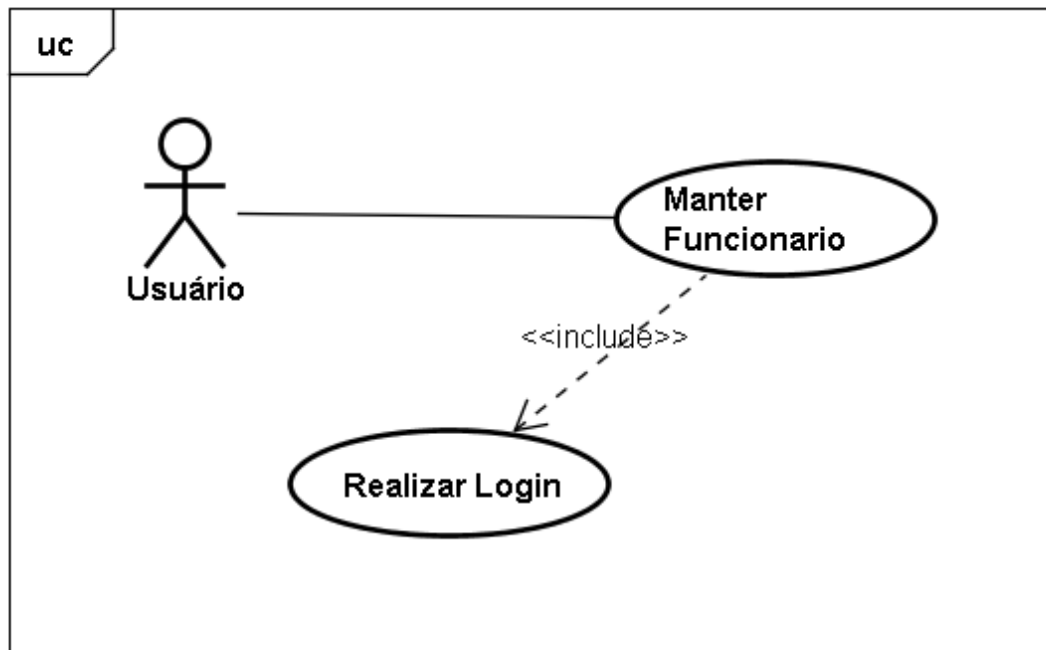 uc
Manter
Funcionario
Usuário
<<include>>
Realizar Login